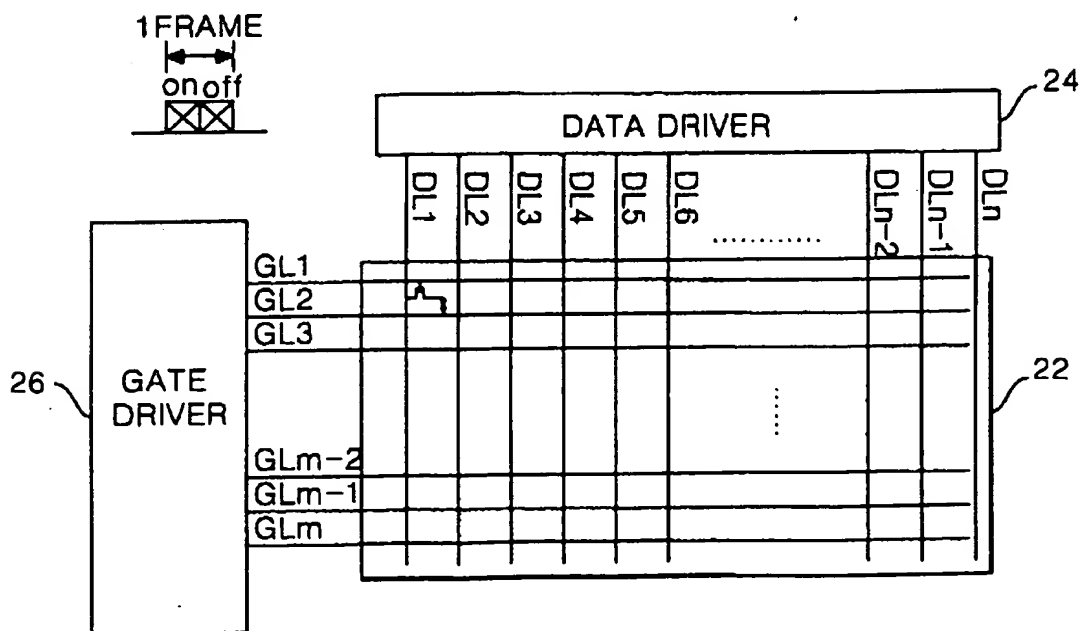 1FRAME
on off
24
DATA DRIVER
DL1
DL2
DL3
DL4
DL5
DL6
DLn-2
DLn-1
DLn
GL1
GL2
GL3
26
GATE
DRIVER
22
GLm-2
GLm-1
GLm